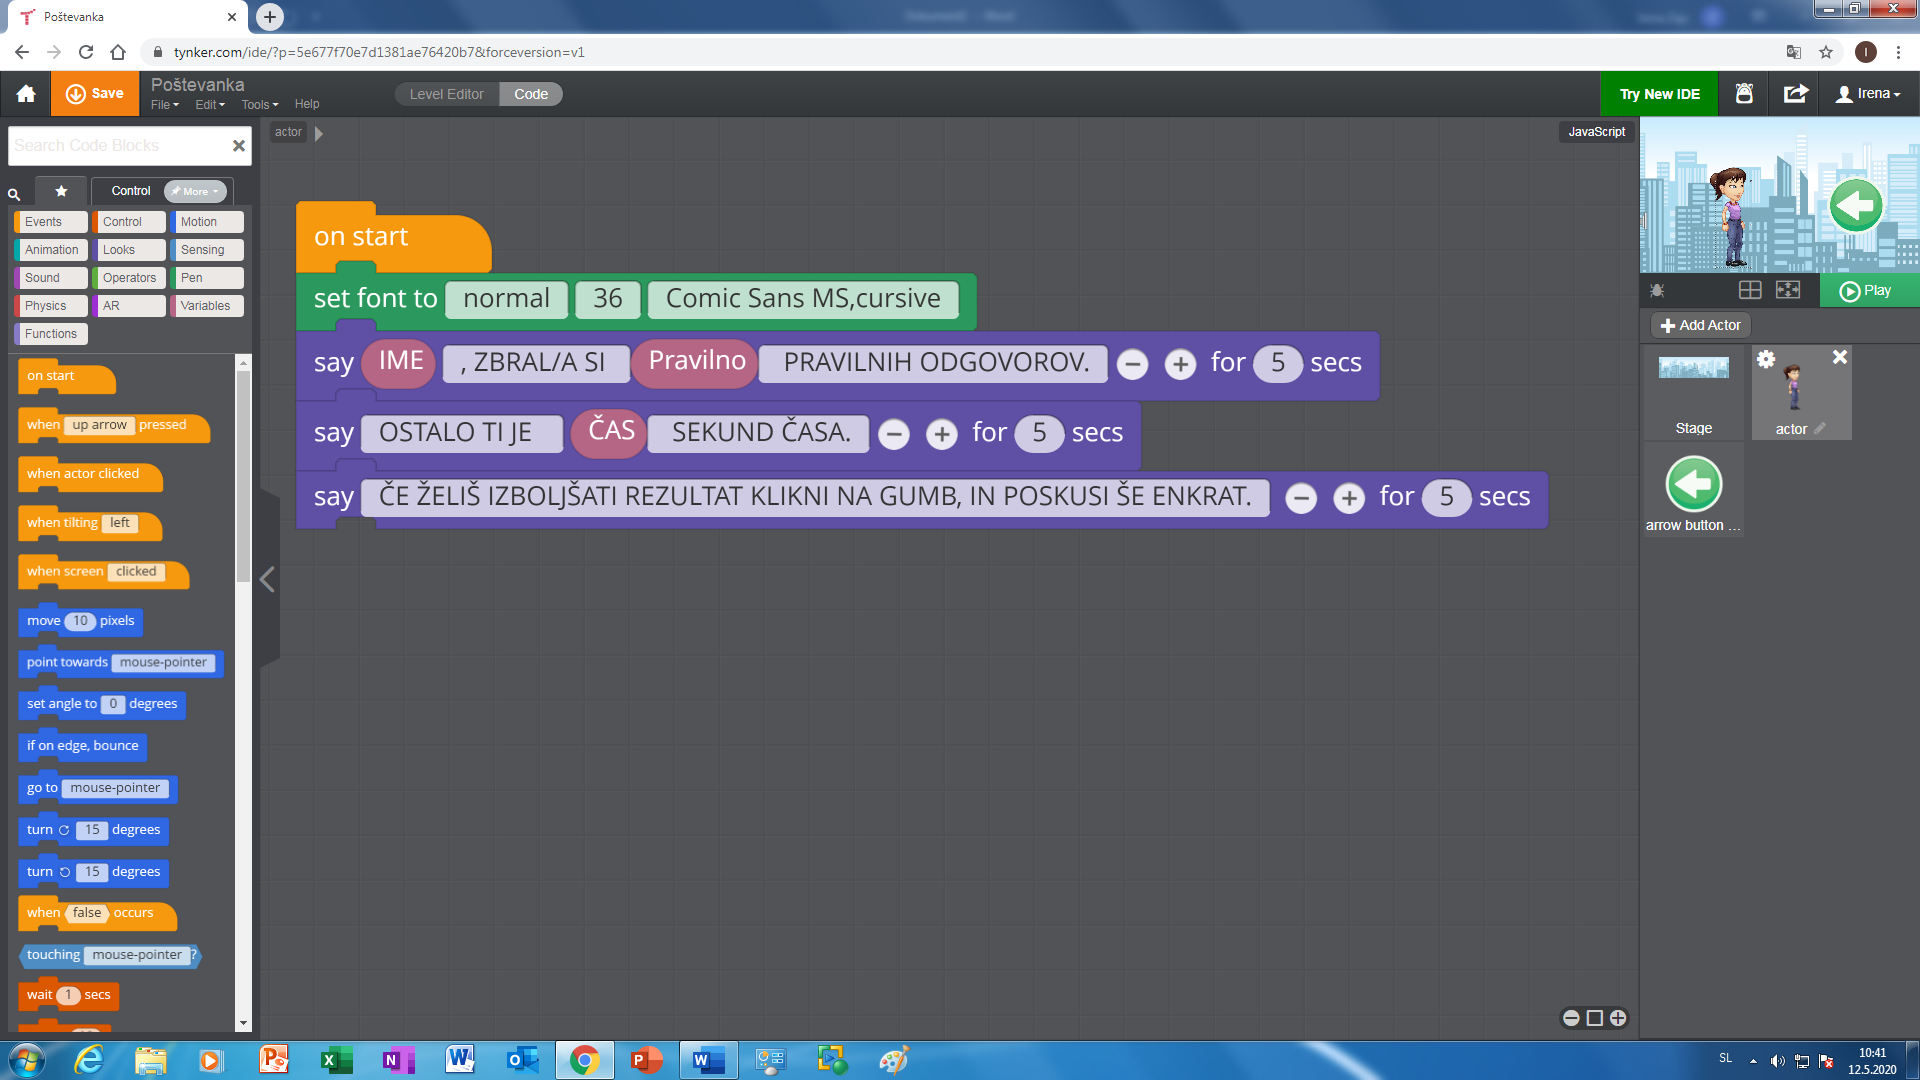 Poštevanka
tynker.com/ide/?p=5e677f70e7d1381ae76420b7&forceversion=v1
I
Save
Poštevanka
File Edit Tools Help
Level Editor Code
Try New IDE
Irena
Search Code Blocks
actor
JavaScript
Control More
Events Control Motion
Animation Looks Sensing
Sound Operators Pen
Physics AR Variables
Functions
on start
when up arrow pressed
when actor clicked
when tilting left
when screen clicked
move 10 pixels
point towards mouse-pointer
set angle to 0 degrees
if on edge, bounce
go to mouse-pointer
turn 15 degrees
turn 15 degrees
when false occurs
touching mouse-pointer ?
wait 1 secs
on start
set font to normal 36 Comic Sans MS,cursive
say IME , ZBRAL/A SI Pravilno PRAVILNIH ODGOVOROV. for 5 secs
say OSTALO TI JE ČAS SEKUND ČASA. for 5 secs
say ČE ŽELIŠ IZBOLJŠATI REZULTAT KLIKNI NA GUMB, IN POSKUSI ŠE ENKRAT. for 5 secs
Play
Add Actor
Stage
actor
arrow button ...
SL
10:41
12.5.2020